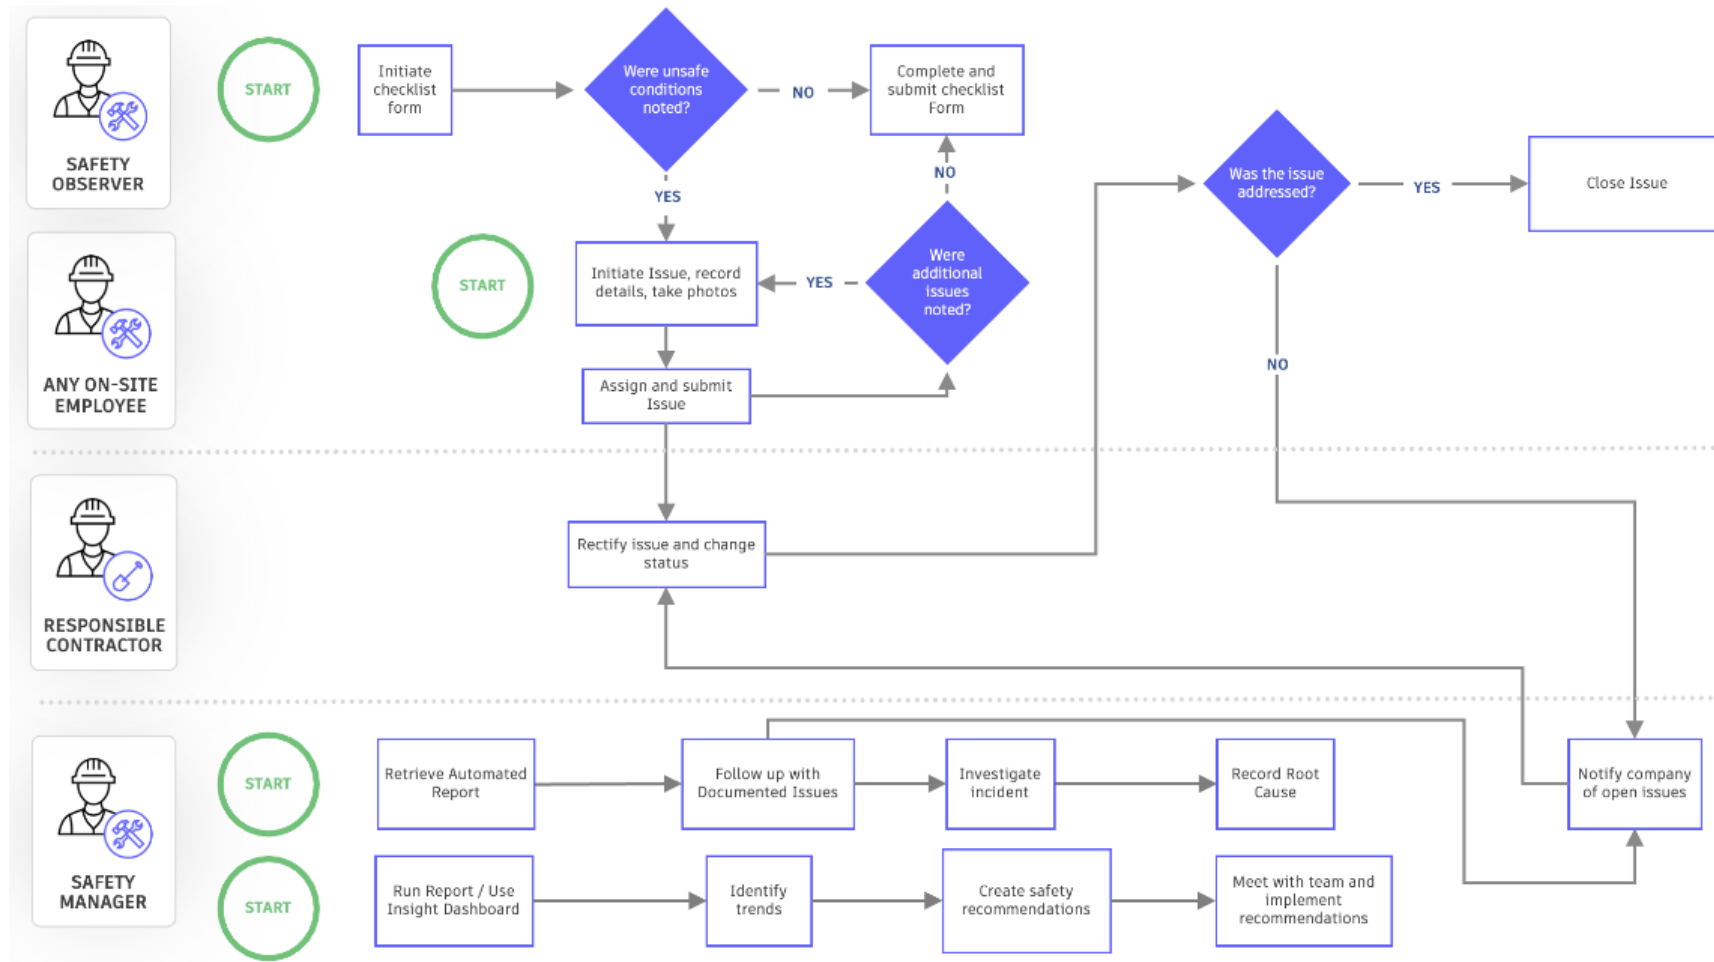 SAFETY
OBSERVER
START
Initiate
checklist
form
Were unsafe
conditions
noted?
NO
Complete and
submit checklist
Form
YES
NO
Was the issue
addressed?
YES
Close Issue
ANY ON-SITE
EMPLOYEE
START
Initiate Issue, record
details, take photos
YES
Were
additional
issues
noted?
Assign and submit
Issue
NO
RESPONSIBLE
CONTRACTOR
Rectify issue and change
status
SAFETY
MANAGER
START
Retrieve Automated
Report
Follow up with
Documented Issues
Investigate
incident
Record Root
Cause
Notify company
of open issues
START
Run Report / Use
Insight Dashboard
Identify
trends
Create safety
recommendations
Meet with team and
implement
recommendations